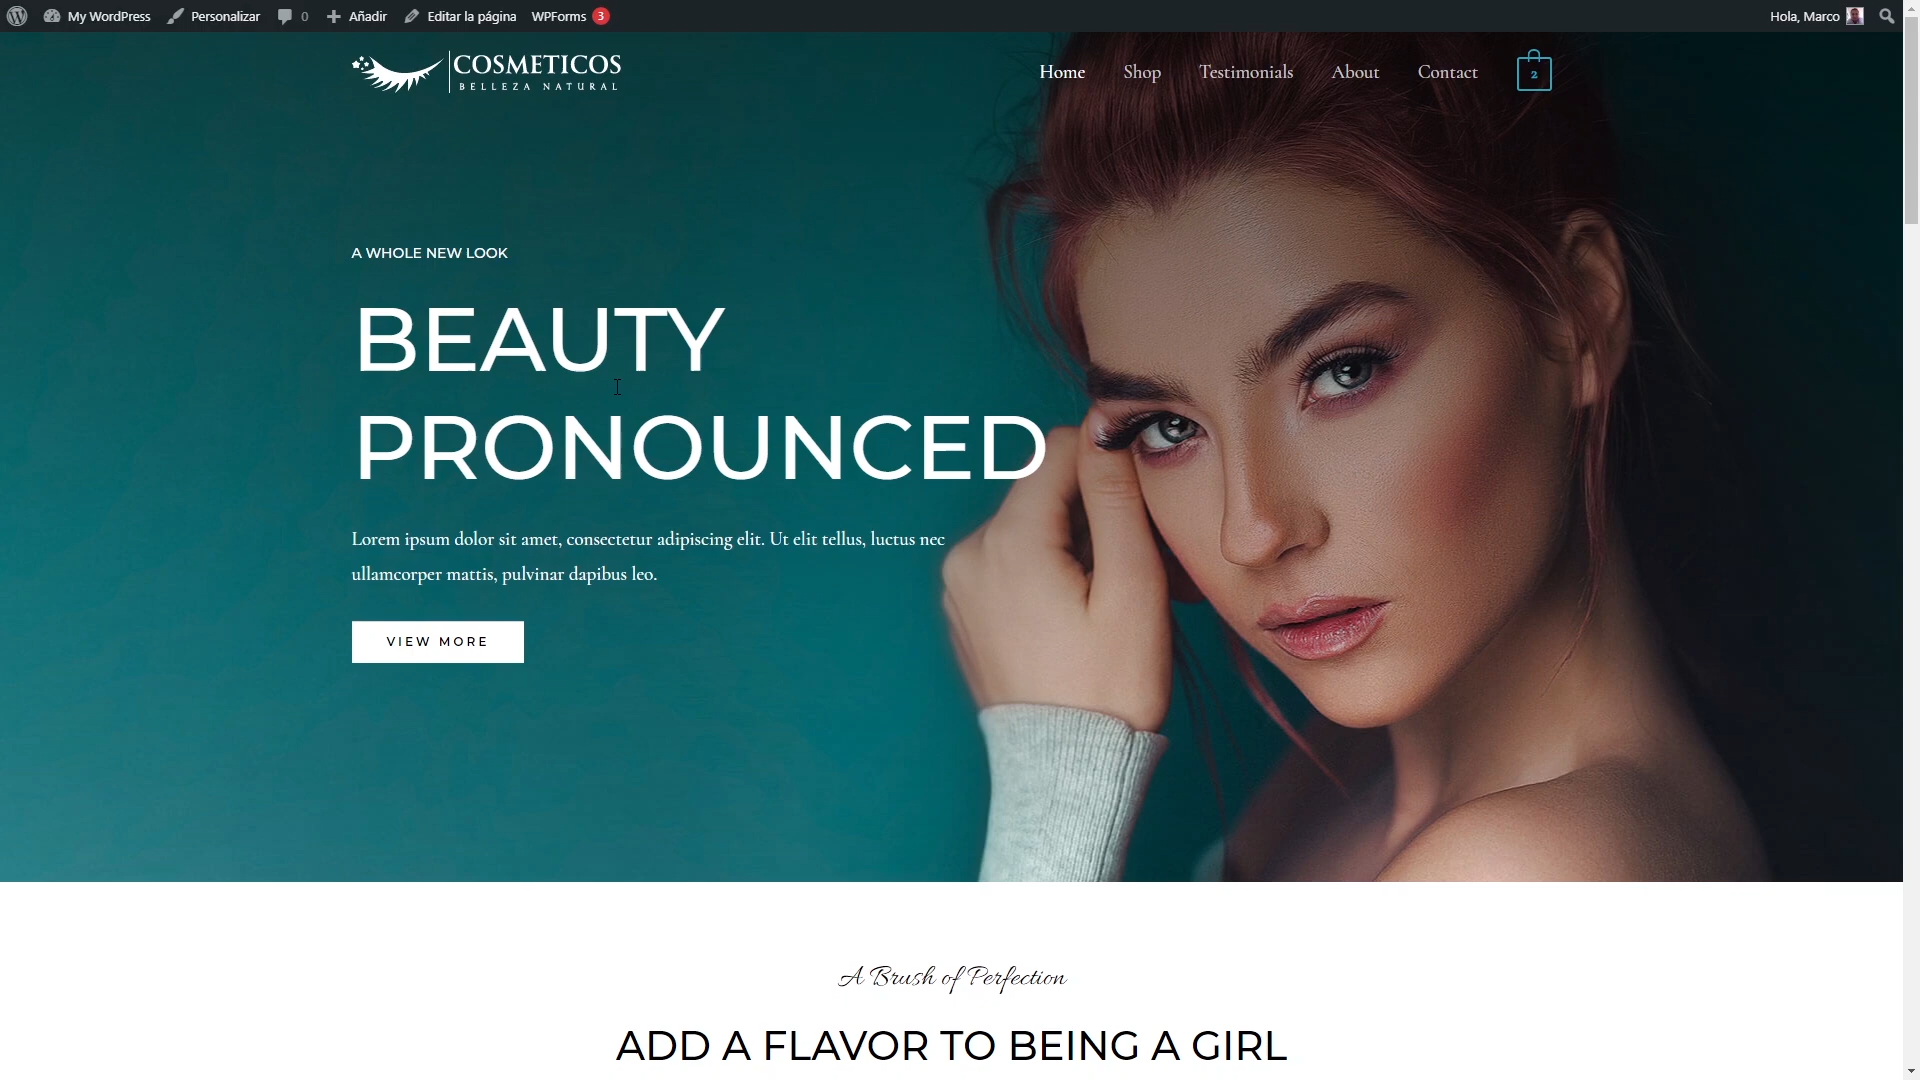 My WordPress Personalizar 0 Añadir Editar la página WPForms 3 Hola, Marco
COSMETICOS
BELLEZA NATURAL
Home Shop Testimonials About Contact 2
A WHOLE NEW LOOK
BEAUTY
PRONOUNCED
Lorem ipsum dolor sit amet, consectetur adipiscing elit. Ut elit tellus, luctus nec
ullamcorper mattis, pulvinar dapibus leo.
VIEW MORE
A Brush of Perfection
ADD A FLAVOR TO BEING A GIRL